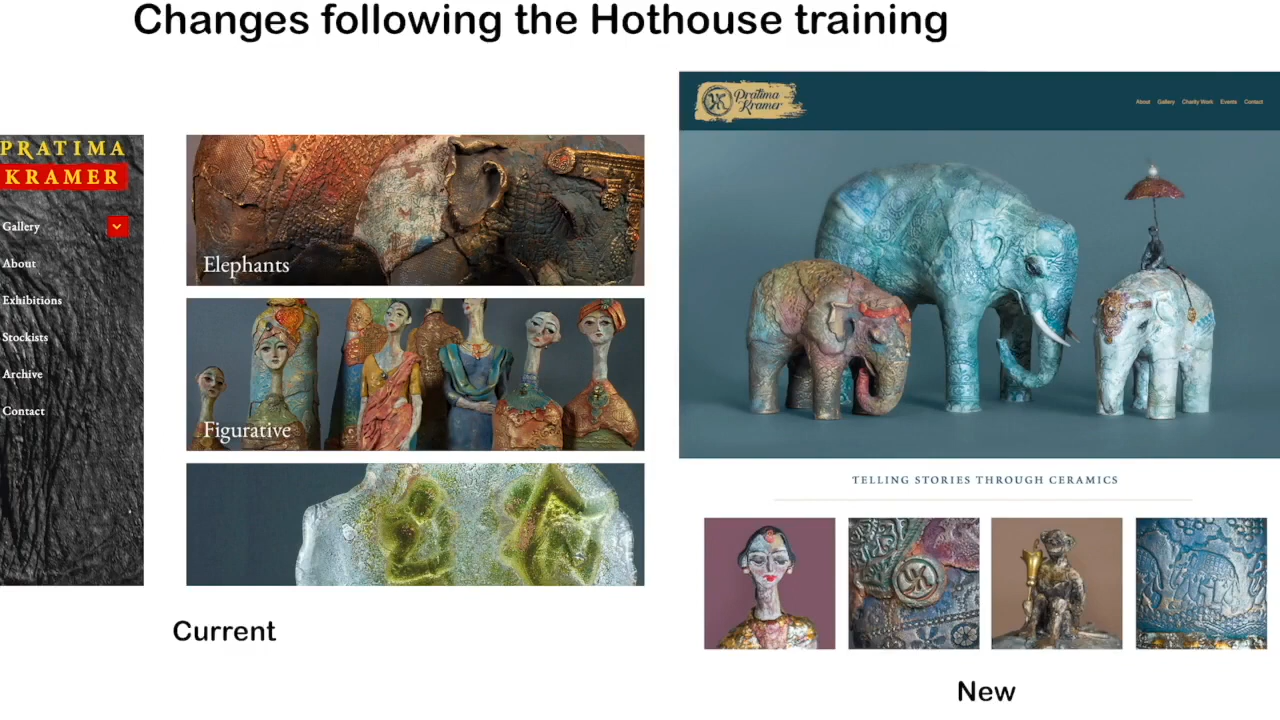 Changes following the Hothouse training
PRATIMA
KRAMER
Gallery
About
Exhibitions
Stockists
Archive
Contact
Elephants
Figurative
Current
Pratima
Kramer
About Gallery Charity Work Events Contact
TELLING STORIES THROUGH CERAMICS
New